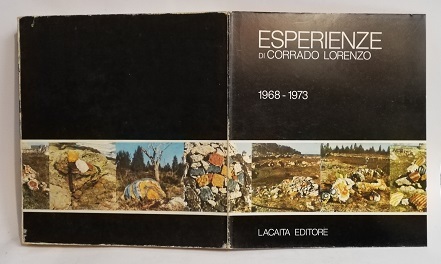 ESPERIENZE
DI CORRADO LORENZO
1968-1973
LACAITA EDITORE